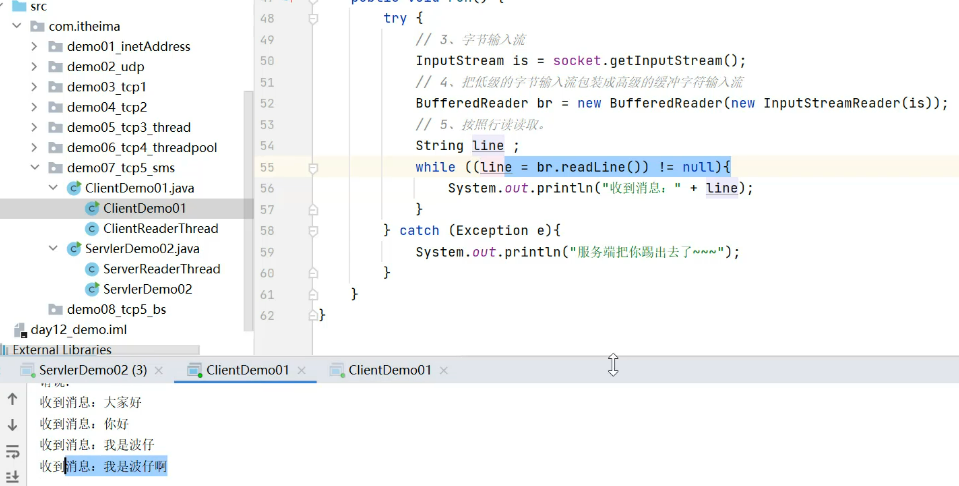 src
com.itheima
demo01_inetAddress
demo02_udp
demo03_tcp1
demo04_tcp2
demo05_tcp3_thread
demo06_tcp4_threadpool
demo07_tcp5_sms
ClientDemo01.java
ClientDemo01
ClientReaderThread
ServlerDemo02.java
ServerReaderThread
ServlerDemo02
demo08_tcp5_bs
day12_demo.iml
External Libraries
48 try {
49 // 3、字节输入流
50 InputStream is = socket.getInputStream();
51 // 4、把低级的字节输入流包装成高级的缓冲字符输入流
52 BufferedReader br = new BufferedReader(new InputStreamReader(is));
53 // 5、按照行读读取。
54 String line ;
55 while ((line = br.readLine()) != null){
56 System.out.println("收到消息：" + line);
57 }
58 } catch (Exception e){
59 System.out.println("服务端把你踢出去了~~~");
60 }
61 }
62 }
ServlerDemo02 (3) ClientDemo01 ClientDemo01
收到消息：大家好
收到消息：你好
收到消息：我是波仔
收到消息：我是波仔啊